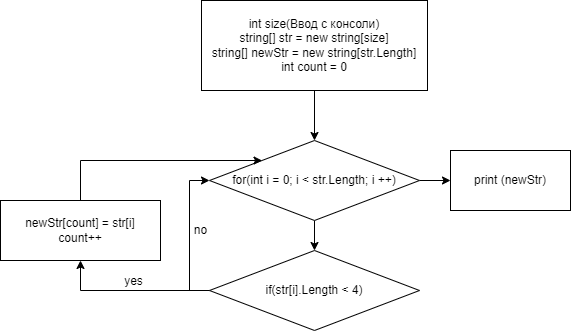 int size(Ввод с консоли)
string[] str = new string[size]
string[] newStr = new string[str.Length]
int count = 0
for(int i = 0; i < str.Length; i ++)
print (newStr)
newStr[count] = str[i]
count++
no
yes
if(str[i].Length < 4)